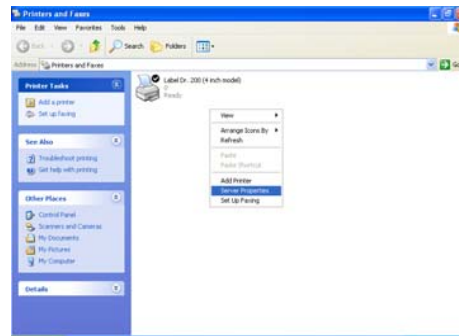 Printers and Faxes
File Edit View Favorites Tools Help
Back Search Folders
Address Printers and Faxes Go
Printer Tasks
Add a printer
Set up faxing
See Also
Troubleshoot printing
Get help with printing
Other Places
Control Panel
Scanners and Cameras
My Documents
My Pictures
My Computer
Details
Label Dr. 200 (4 inch model)
0
Ready
View
Arrange Icons By
Refresh
Paste
Paste Shortcut
Add Printer
Server Properties
Set Up Faxing